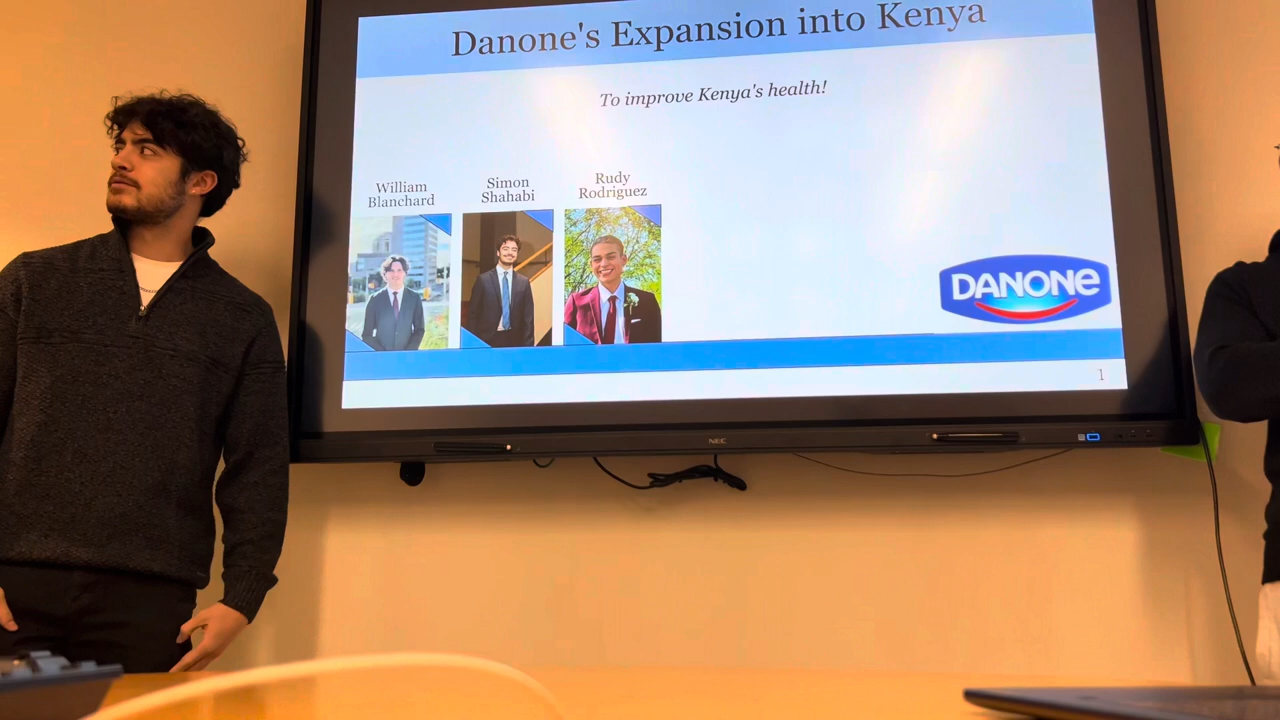 Danone's Expansion into Kenya
To improve Kenya's health!
William
Blanchard
Simon
Shahabi
Rudy
Rodriguez
DANONE
1
NEC